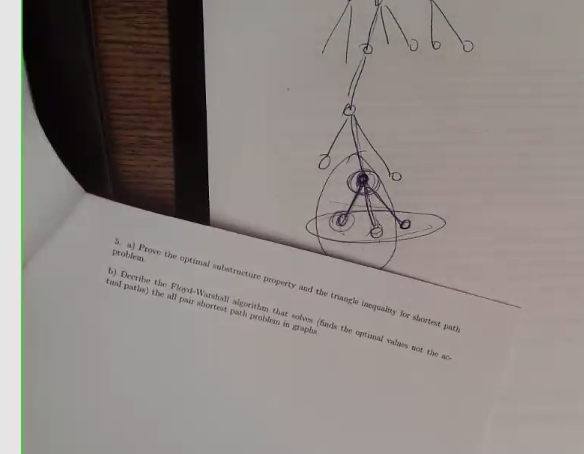 5. a) Prove the optimal substructure property and the triangle inequality for shortest path
problem.
b) Decribe the Floyd-Warshall algorithm that solves (finds the optimal values not the ac-
tual paths) the all pair shortest path problem in graphs.